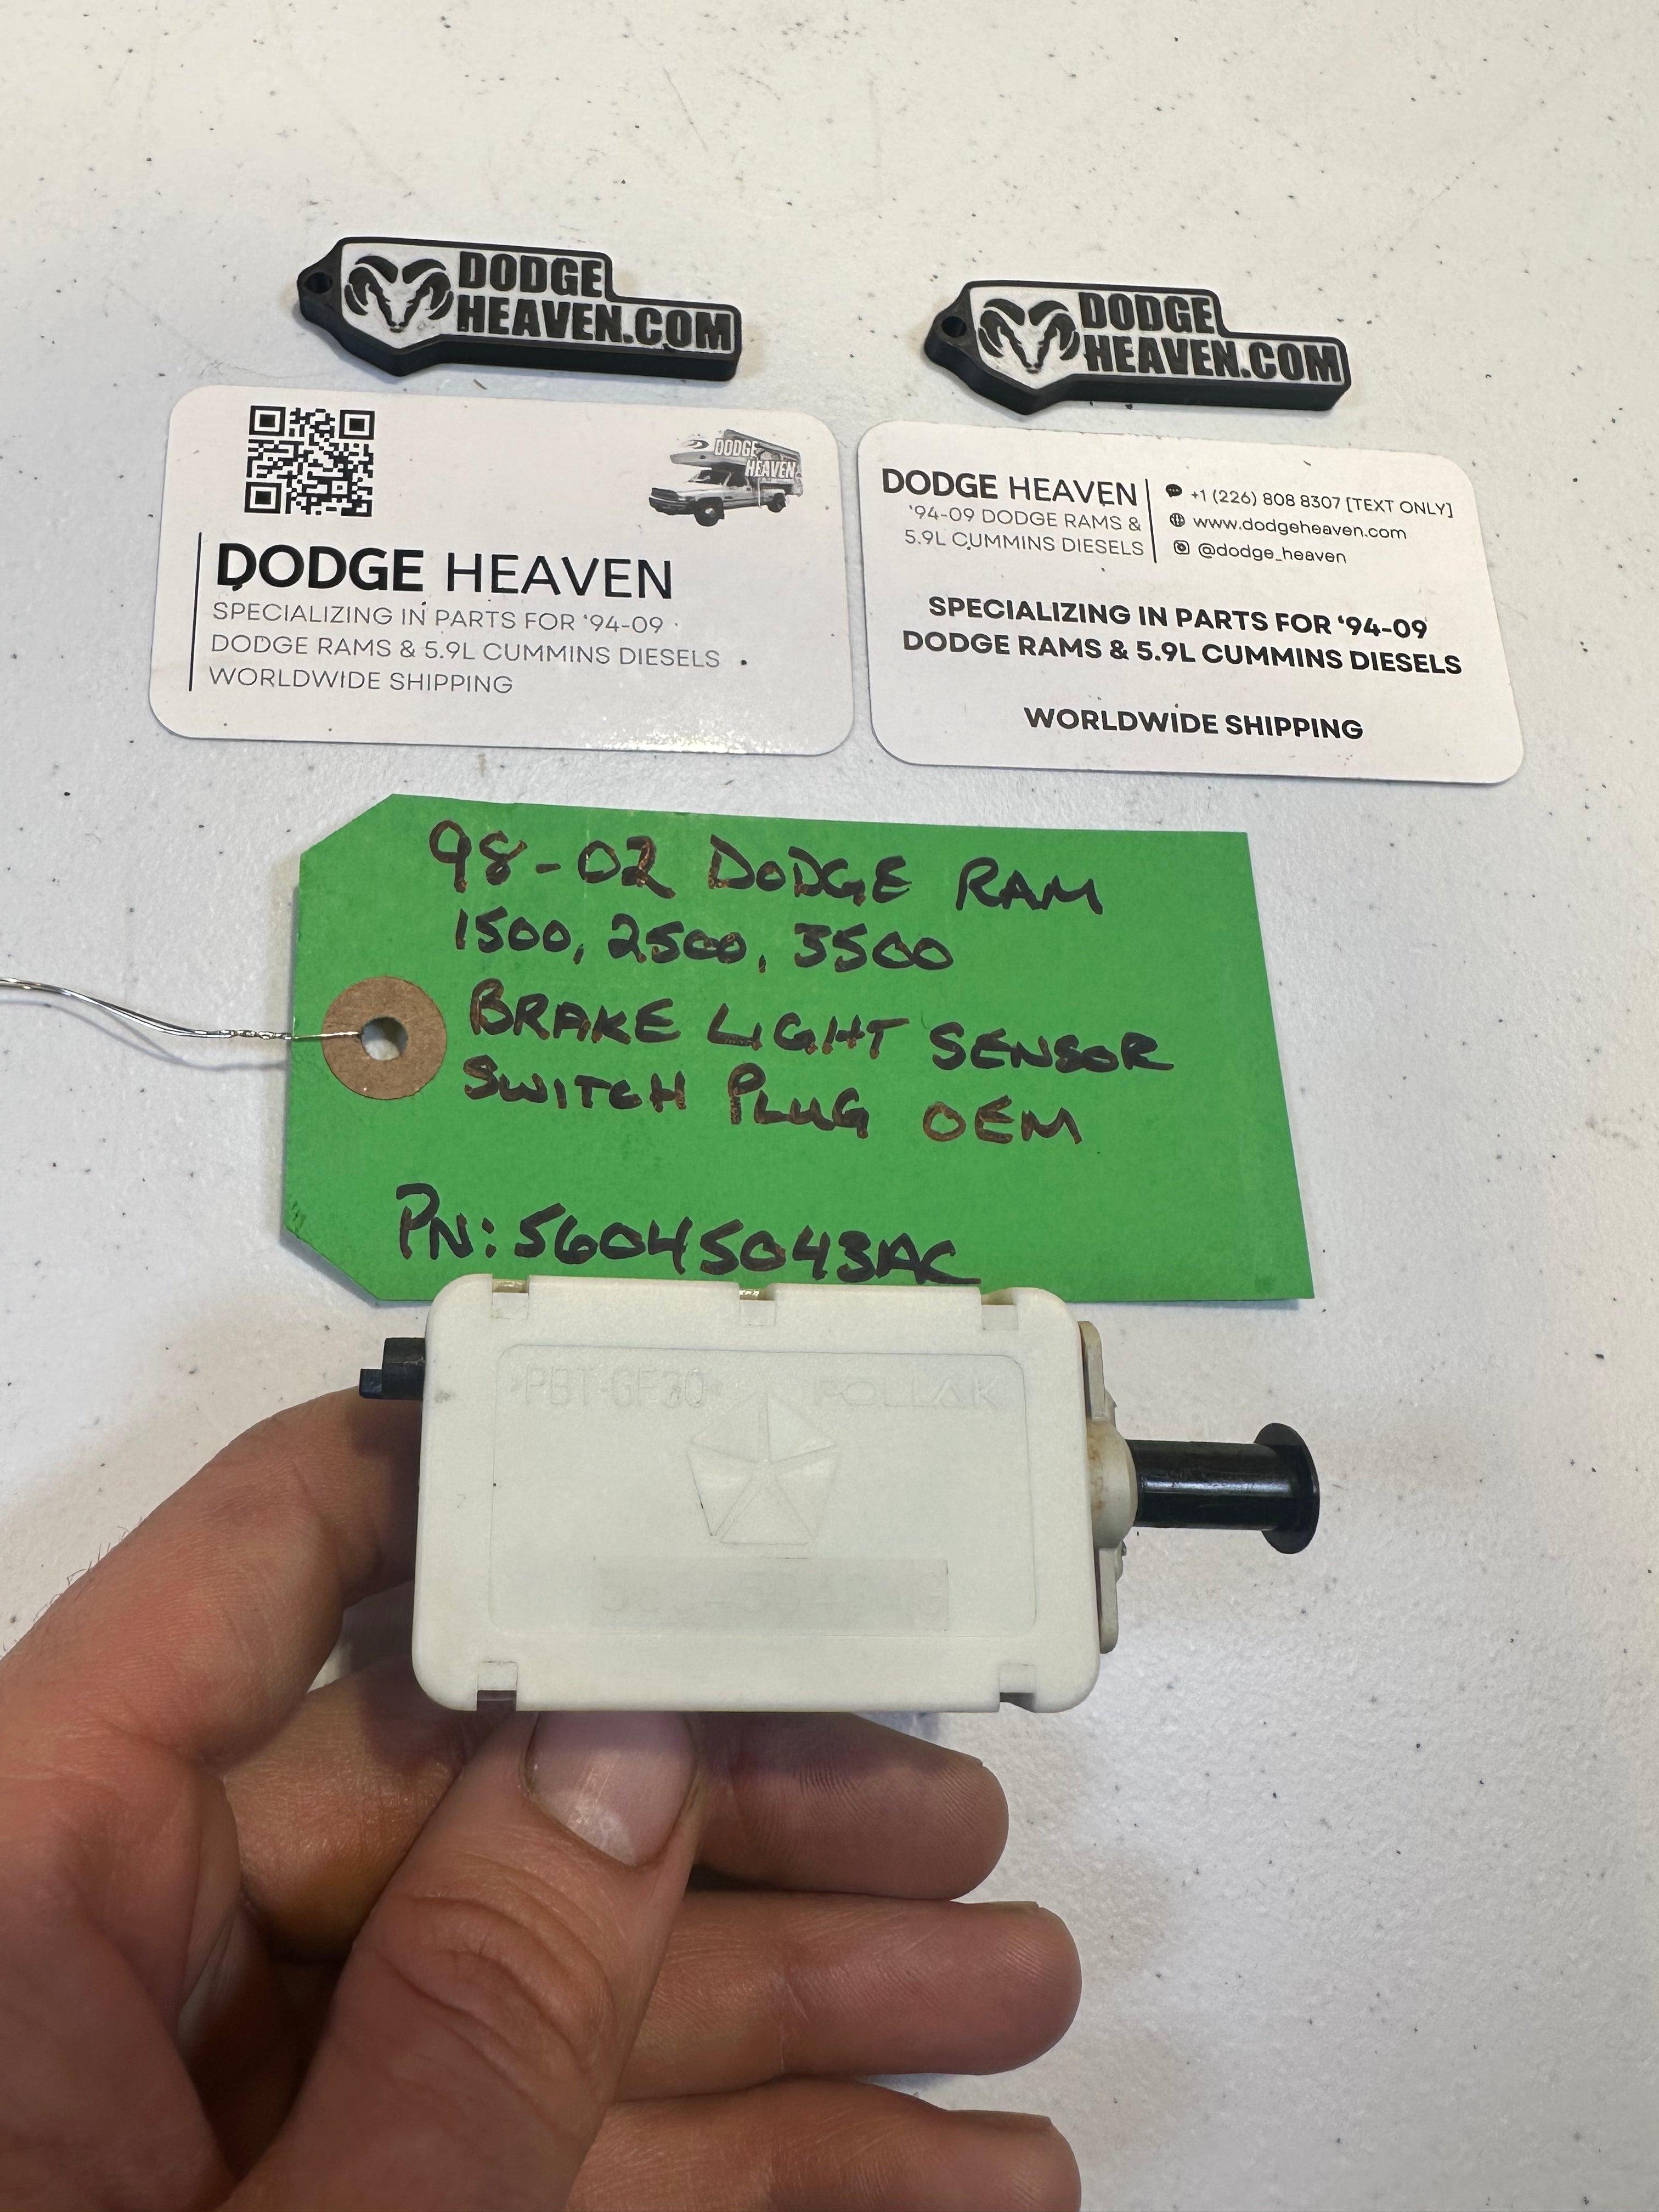 DODGE
HEAVEN.COM
DODGE
HEAVEN.COM
DODGE
HEAVEN
DODGE HEAVEN
SPECIALIZING IN PARTS FOR '94-09
DODGE RAMS & 5.9L CUMMINS DIESELS
WORLDWIDE SHIPPING
DODGE HEAVEN
'94-09 DODGE RAMS &
5.9L CUMMINS DIESELS
+1 (226) 808 8307 [TEXT ONLY]
www.dodgeheaven.com
@dodge_heaven
SPECIALIZING IN PARTS FOR '94-09
DODGE RAMS & 5.9L CUMMINS DIESELS
WORLDWIDE SHIPPING
98-02 DODGE RAM
1500, 2500, 3500
BRAKE LIGHT SENSOR
SWITCH PLUG OEM
PN: 56045043AC
>PBT-GF30<
POLLAK